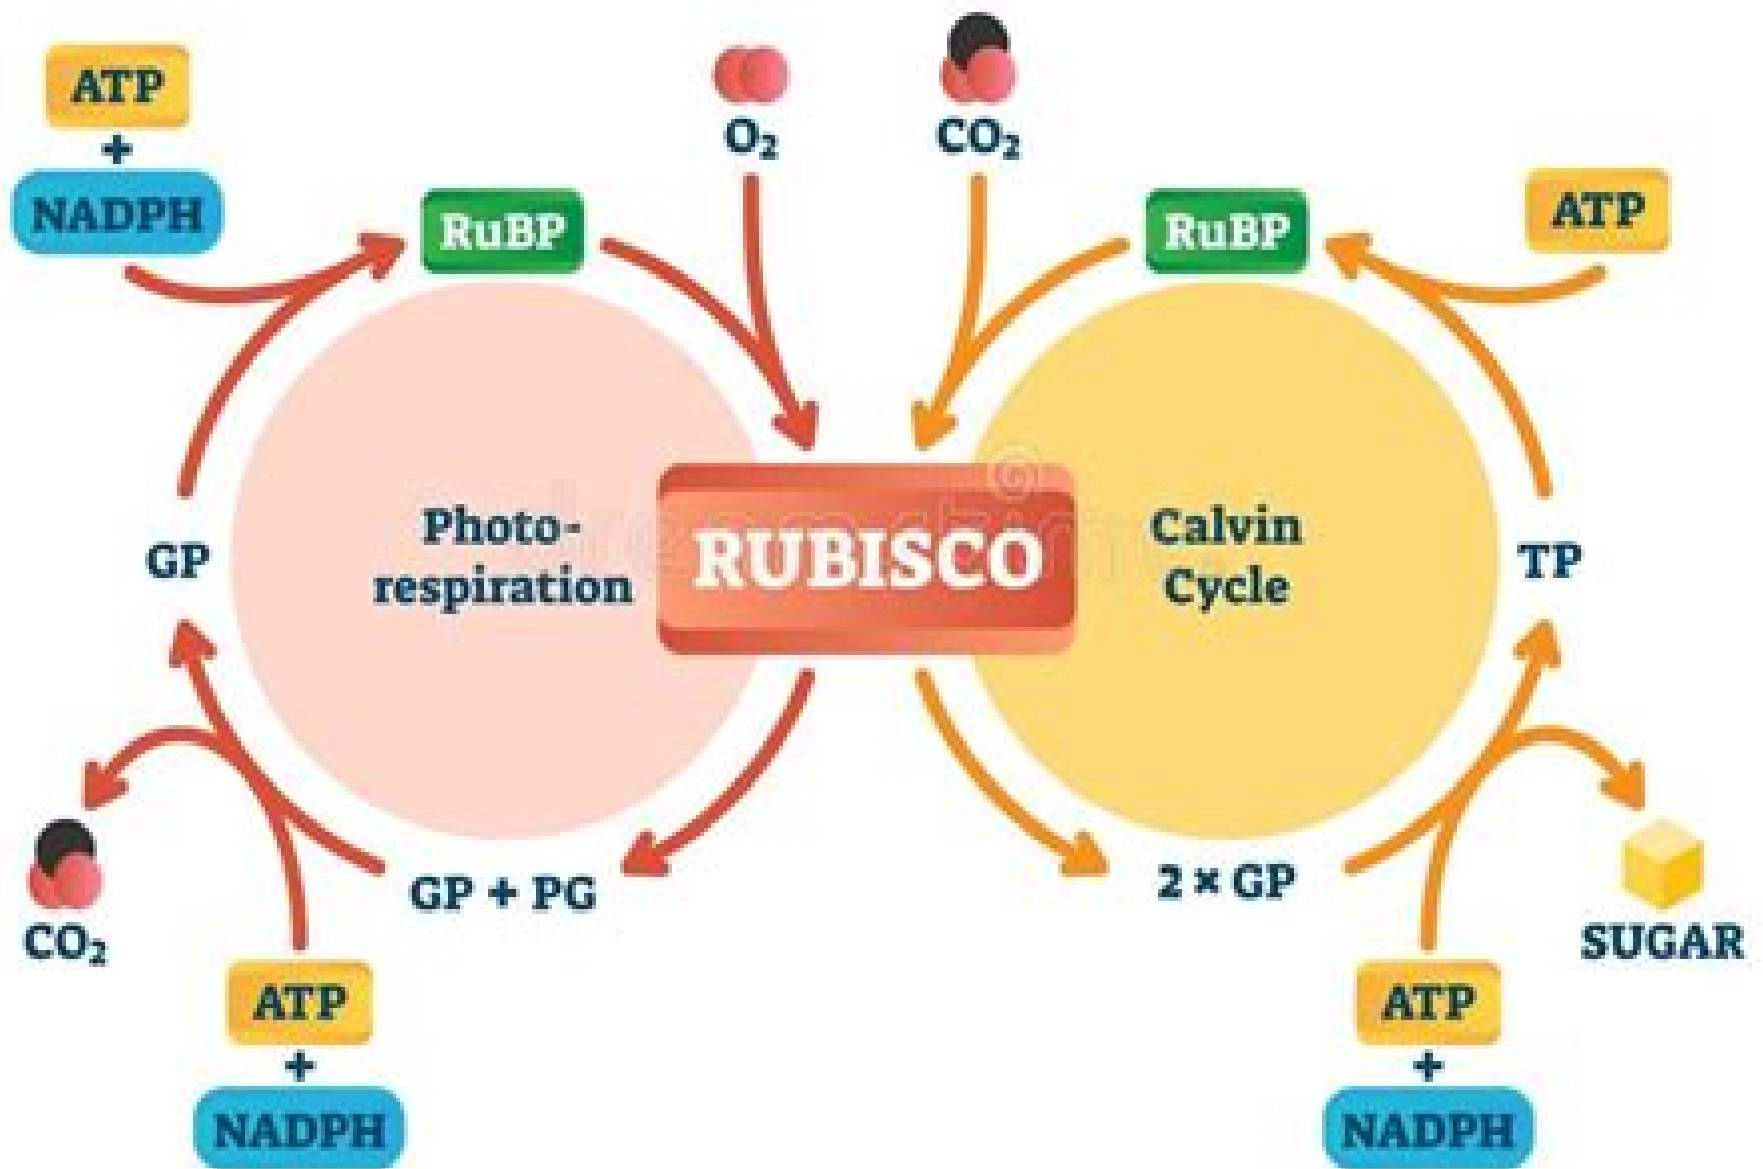 ATP
+
NADPH
O₂
CO₂
RuBP
RuBP
ATP
GP
Photo-
respiration
RUBISCO
Calvin
Cycle
TP
CO₂
GP + PG
2 × GP
SUGAR
ATP
+
NADPH
ATP
+
NADPH